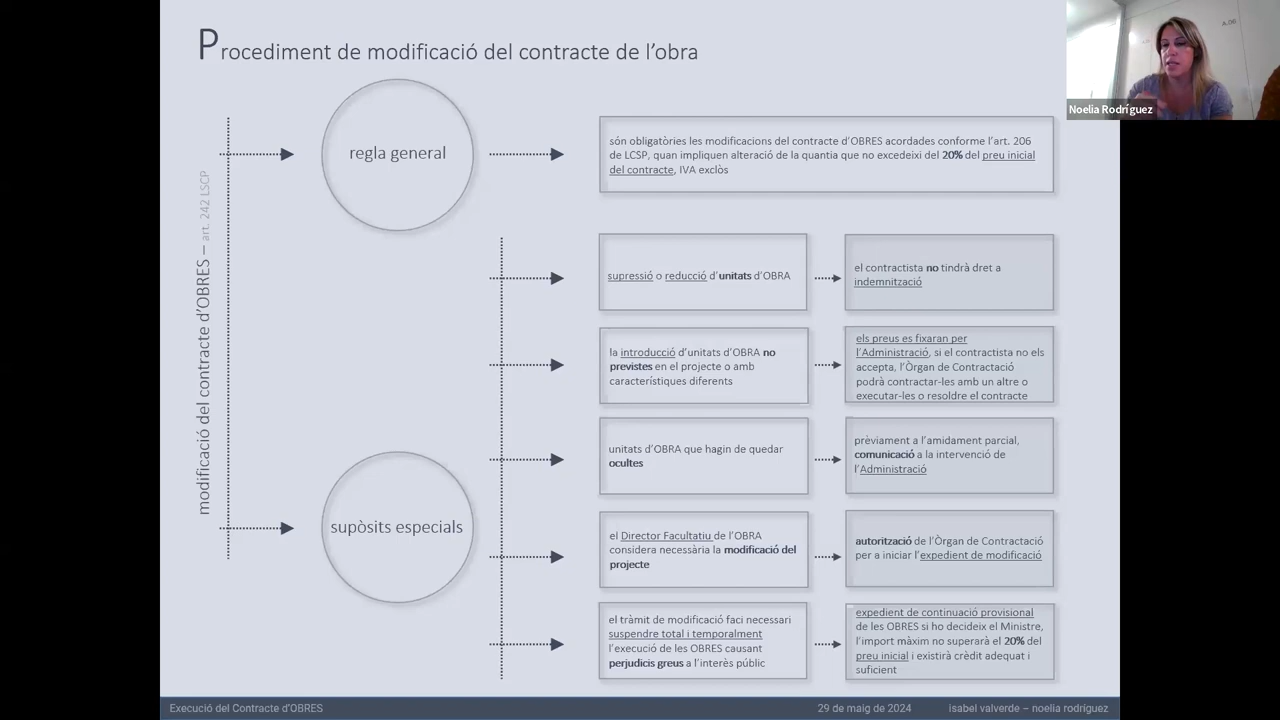 Procediment de modificació del contracte de l'obra
Noelia Rodríguez
A.06
modificació del contracte d'OBRES – art. 242 LSCP
regla general
són obligatòries les modificacions del contracte d'OBRES acordades conforme l'art. 206
de LCSP, quan impliquen alteració de la quantia que no excedeixi del 20% del preu inicial
del contracte, IVA exclòs
supòsits especials
supressió o reducció d'unitats d'OBRA
el contractista no tindrà dret a
indemnització
la introducció d'unitats d'OBRA no
previstes en el projecte o amb
característiques diferents
els preus es fixaran per
l'Administració, si el contractista no els
accepta, l'Òrgan de Contractació
podrà contractar-les amb un altre o
executar-les o resoldre el contracte
unitats d'OBRA que hagin de quedar
ocultes
prèviament a l'amidament parcial,
comunicació a la intervenció de
l'Administració
el Director Facultatiu de l'OBRA
considera necessària la modificació del
projecte
autorització de l'Òrgan de Contractació
per a iniciar l'expedient de modificació
el tràmit de modificació faci necessari
suspendre total i temporalment
l'execució de les OBRES causant
perjudicis greus a l'interès públic
expedient de continuació provisional
de les OBRES si ho decideix el Ministre,
l'import màxim no superarà el 20% del
preu inicial i existirà crèdit adequat i
suficient
Execució del Contracte d'OBRES
29 de maig de 2024
isabel valverde – noelia rodríguez